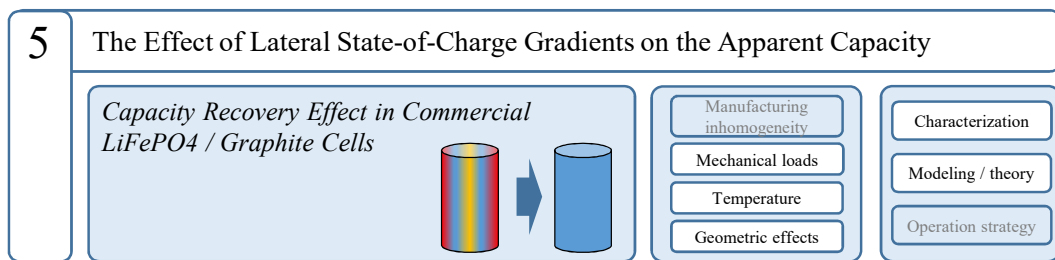 5
The Effect of Lateral State-of-Charge Gradients on the Apparent Capacity
Capacity Recovery Effect in Commercial
LiFePO4 / Graphite Cells
Manufacturing
inhomogeneity
Mechanical loads
Temperature
Geometric effects
Characterization
Modeling / theory
Operation strategy